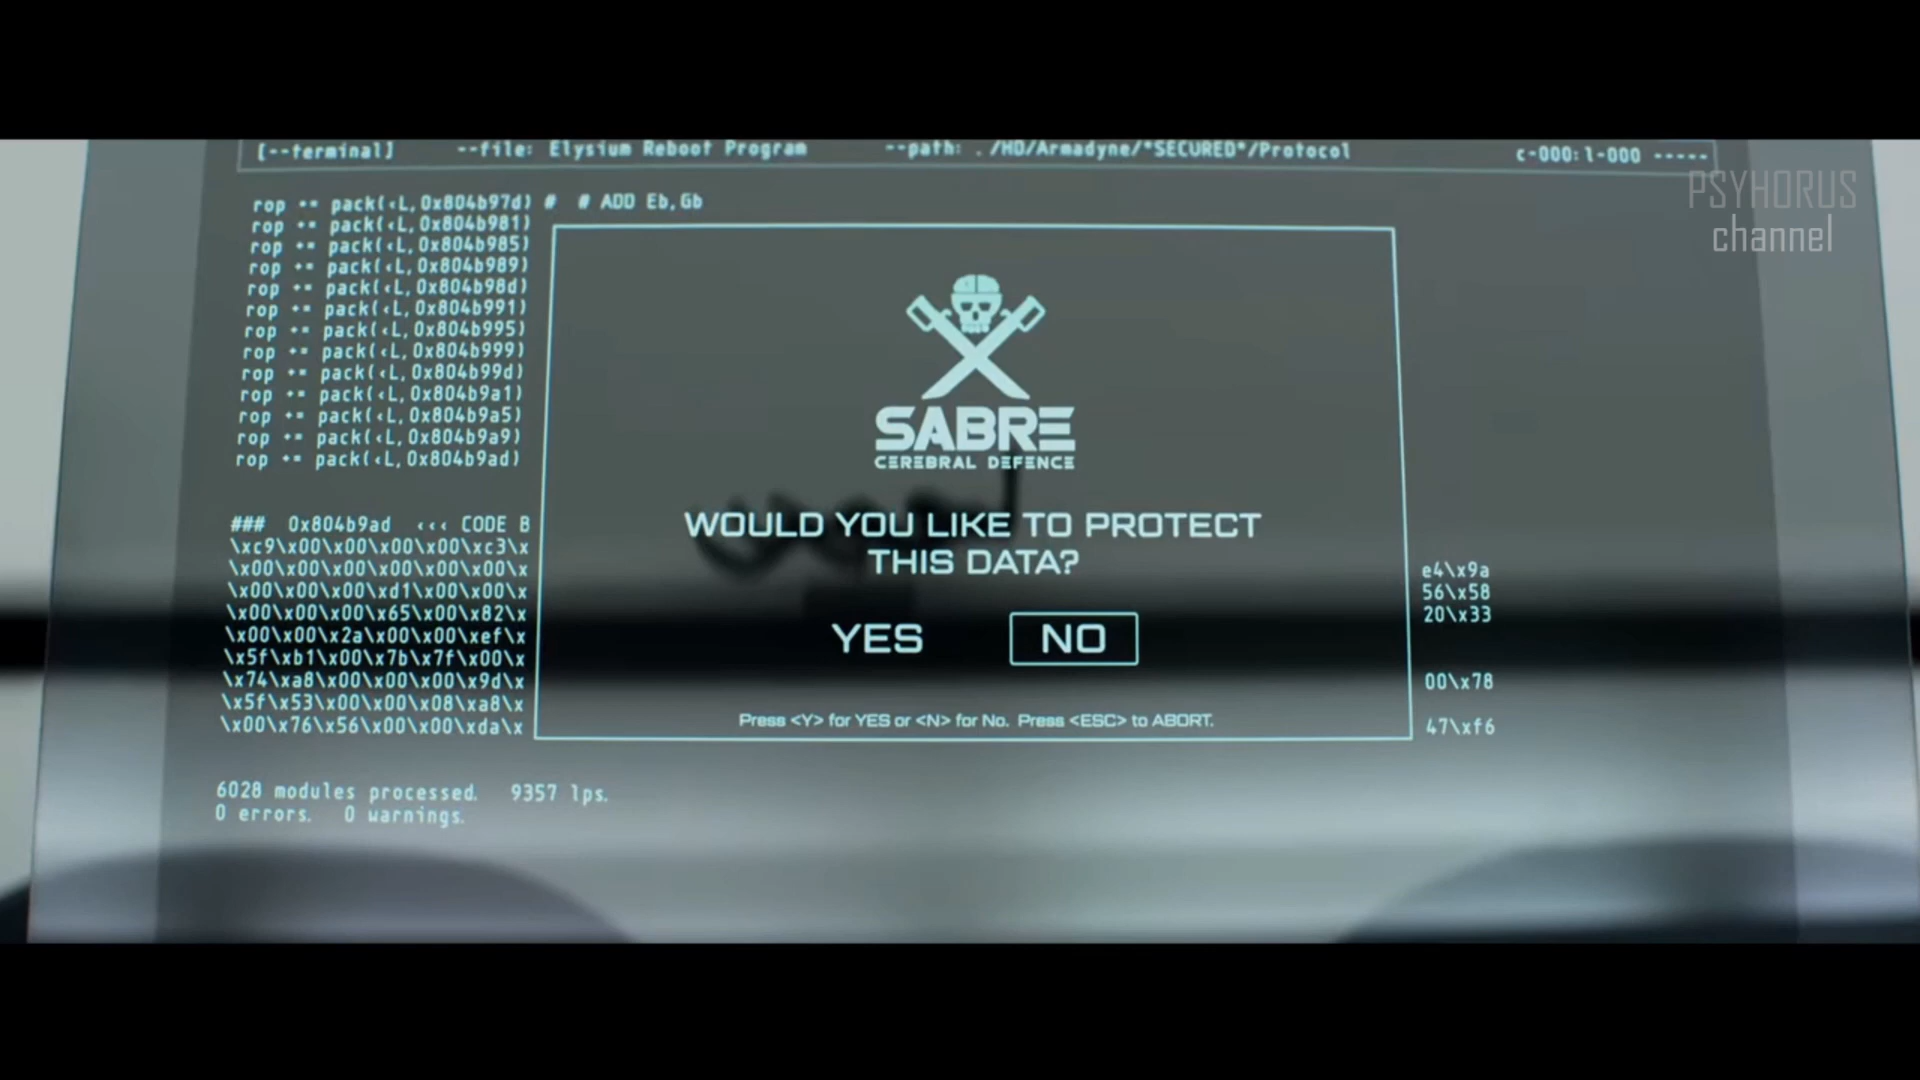 [--terminal] --file: Elysium Reboot Program --path: ./HD/Armadyne/*SECURED*/Protocol c-000:l-000 -----
PSYHORUS
channel
rop += pack(<L,0x804b97d) # # ADD Eb,Gb
rop += pack(<L,0x804b981)
rop += pack(<L,0x804b985)
rop += pack(<L,0x804b989)
rop += pack(<L,0x804b98d)
rop += pack(<L,0x804b991)
rop += pack(<L,0x804b995)
rop += pack(<L,0x804b999)
rop += pack(<L,0x804b99d)
rop += pack(<L,0x804b9a1)
rop += pack(<L,0x804b9a5)
rop += pack(<L,0x804b9a9)
rop += pack(<L,0x804b9ad)
SABRE
CEREBRAL DEFENCE
WOULD YOU LIKE TO PROTECT
THIS DATA?
YES NO
Press <Y> for YES or <N> for No. Press <ESC> to ABORT.
### 0x804b9ad <<< CODE B
\xc9\x00\x00\x00\x00\xc3\x
\x00\x00\x00\x00\x00\x00\x
e4\x9a
\x00\x00\x00\xd1\x00\x00\x
56\x58
\x00\x00\x00\x65\x00\x82\x
20\x33
\x00\x00\x2a\x00\x00\xef\x
\x5f\xb1\x00\x7b\x7f\x00\x
\x74\xa8\x00\x00\x00\x9d\x
00\x78
\x5f\x53\x00\x00\x08\xa8\x
\x00\x76\x56\x00\x00\xda\x
47\xf6
6028 modules processed. 9357 lps.
0 errors. 0 warnings.